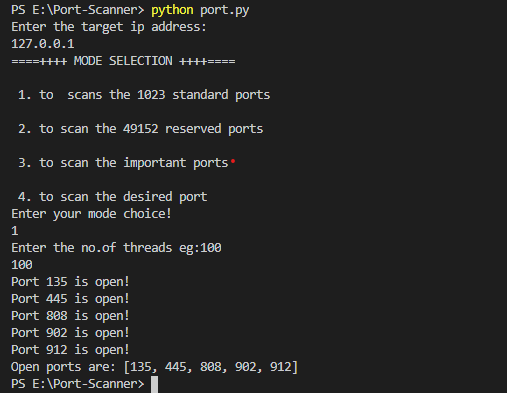 PS E:\Port-Scanner> python port.py
Enter the target ip address:
127.0.0.1
====++++ MODE SELECTION ++++====
1. to  scans the 1023 standard ports
2. to scan the 49152 reserved ports
3. to scan the important ports*
4. to scan the desired port
Enter your mode choice!
1
Enter the no.of threads eg:100
100
Port 135 is open!
Port 445 is open!
Port 808 is open!
Port 902 is open!
Port 912 is open!
Open ports are: [135, 445, 808, 902, 912]
PS E:\Port-Scanner>